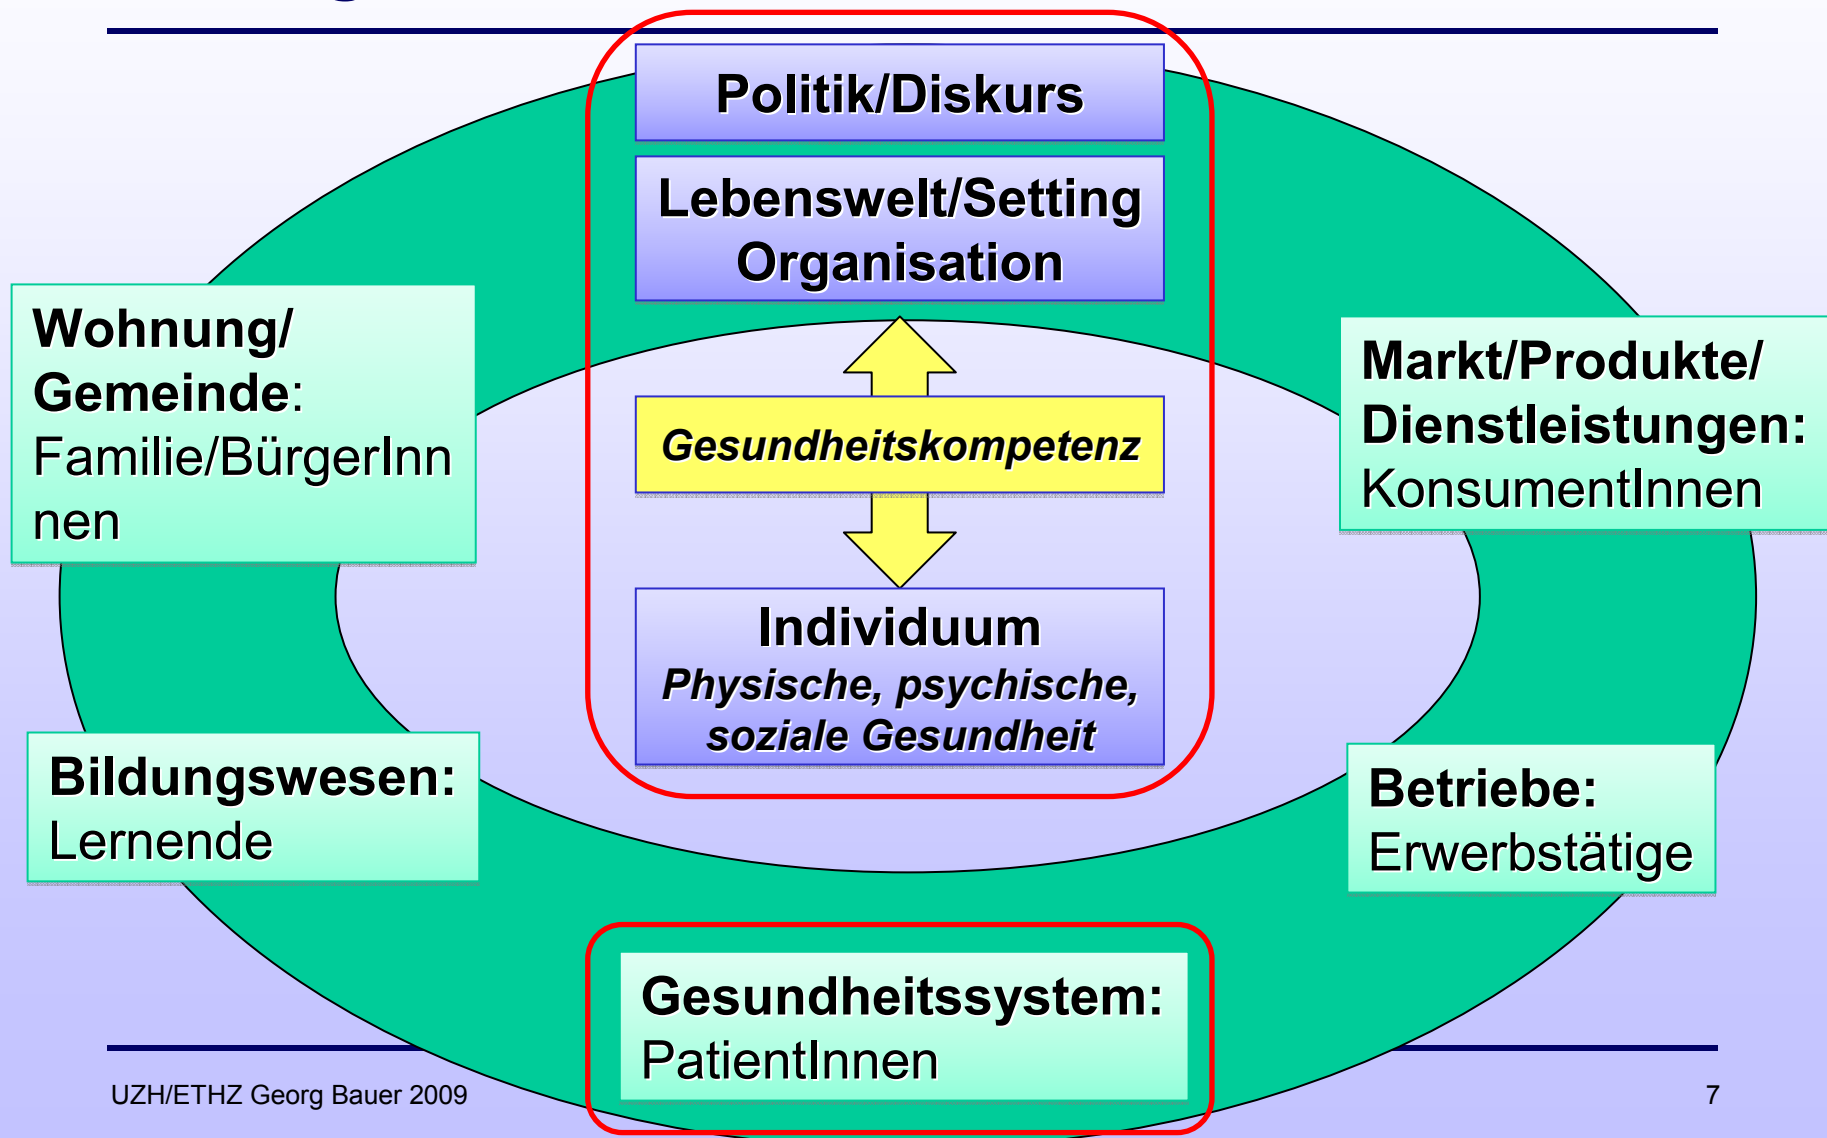 Politik/Diskurs
Lebenswelt/Setting
Organisation
Wohnung/
Gemeinde:
Familie/BürgerInn
nen
Markt/Produkte/
Dienstleistungen:
KonsumentInnen
Gesundheitskompetenz
Individuum
Physische, psychische,
soziale Gesundheit
Bildungswesen:
Lernende
Betriebe:
Erwerbstätige
Gesundheitssystem:
PatientInnen
UZH/ETHZ Georg Bauer 2009
7